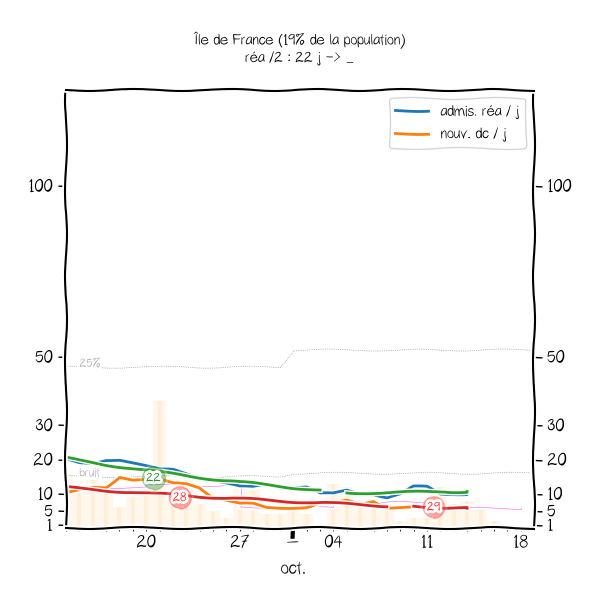 Île de France (19% de la population)
réa /2 : 22 j -> _
admis. réa / j
nouv. dc / j
100 100
50 50
25%
30 30
20 20
bruit
22
28
29
10 10
5 5
1 1
20 27 04 11 18
oct.